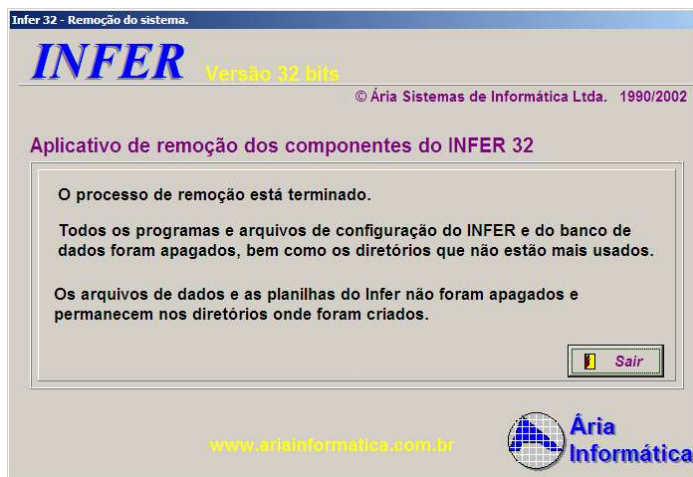 Infer 32 - Remoção do sistema.
INFER Versão 32 bits
© Ária Sistemas de Informática Ltda. 1990/2002
Aplicativo de remoção dos componentes do INFER 32
O processo de remoção está terminado.
Todos os programas e arquivos de configuração do INFER e do banco de
dados foram apagados, bem como os diretórios que não estão mais usados.
Os arquivos de dados e as planilhas do Infer não foram apagados e
permanecem nos diretórios onde foram criados.
Sair
www.ariainformatica.com.br
Ária
Informática